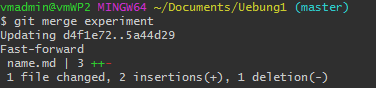 vmadmin@vmWP2 MINGW64 ~/Documents/Uebung1 (master)
$ git merge experiment
Updating d4f1e72..5a44d29
Fast-forward
 name.md | 3 ++-
 1 file changed, 2 insertions(+), 1 deletion(-)